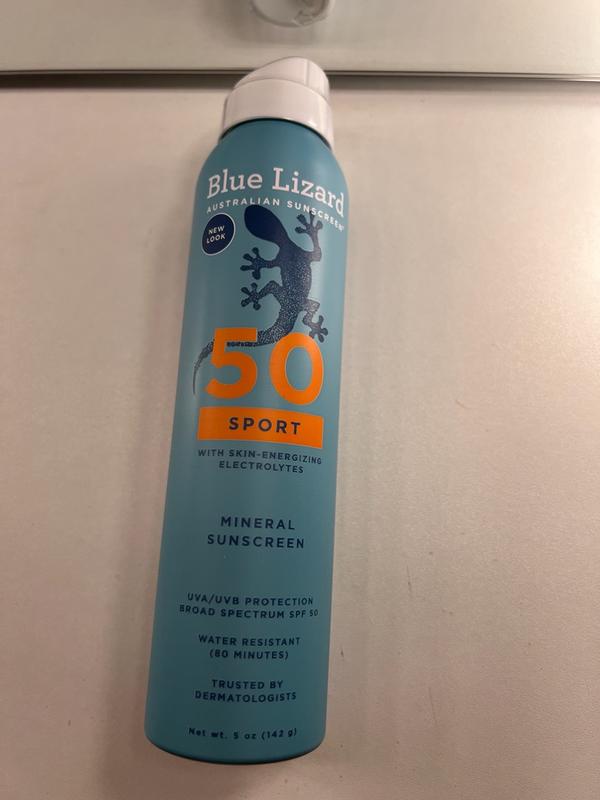 Blue Lizard
AUSTRALIAN SUNSCREEN
NEW
LOOK
50
SPORT
WITH SKIN-ENERGIZING
ELECTROLYTES
MINERAL
SUNSCREEN
UVA/UVB PROTECTION
BROAD SPECTRUM SPF 50
WATER RESISTANT
(80 MINUTES)
TRUSTED BY
DERMATOLOGISTS
Net wt. 5 oz (142 g)